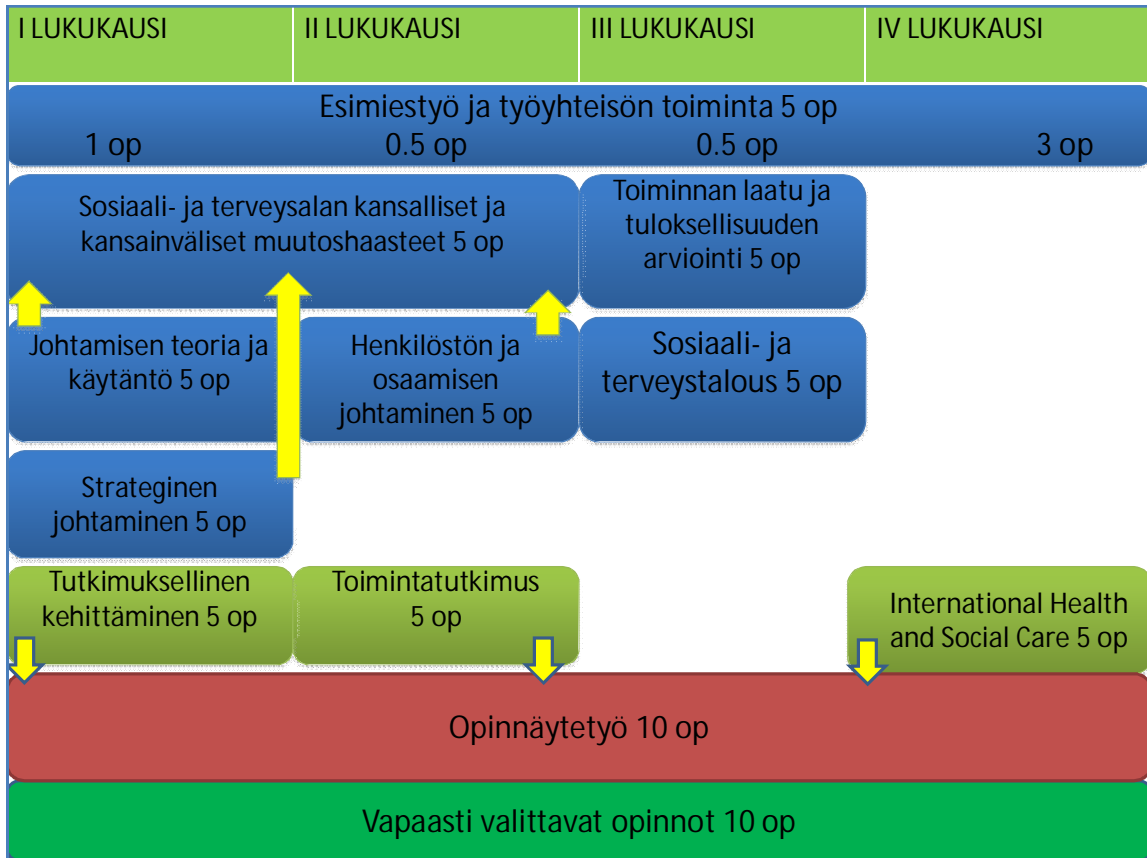 I LUKUKAUSI
II LUKUKAUSI
III LUKUKAUSI
IV LUKUKAUSI
Esimiestyö ja työyhteisön toiminta 5 op
1 op
0.5 op
0.5 op
3 op
Sosiaali- ja terveysalan kansalliset ja
kansainväliset muutoshaasteet 5 op
Toiminnan laatu ja
tuloksellisuuden
arviointi 5 op
Johtamisen teoria ja
käytäntö 5 op
Henkilöstön ja
osaamisen
johtaminen 5 op
Sosiaali- ja
terveystalous 5 op
Strateginen
johtaminen 5 op
Tutkimuksellinen
kehittäminen 5 op
Toimintatutkimus
5 op
International Health
and Social Care 5 op
Opinnäytetyö 10 op
Vapaasti valittavat opinnot 10 op